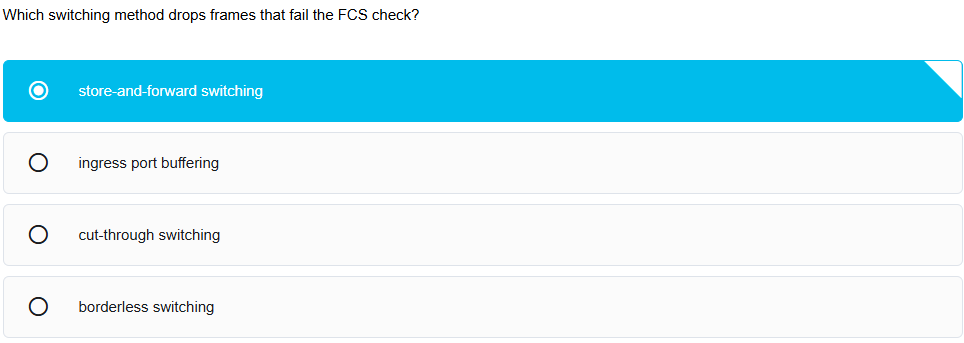 Which switching method drops frames that fail the FCS check?
store-and-forward switching
ingress port buffering
cut-through switching
borderless switching